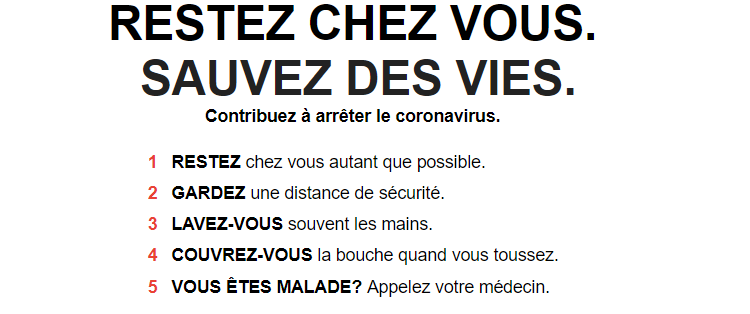 RESTEZ CHEZ VOUS.
SAUVEZ DES VIES.
Contribuez à arrêter le coronavirus.
1 RESTEZ chez vous autant que possible.
2 GARDEZ une distance de sécurité.
3 LAVEZ-VOUS souvent les mains.
4 COUVREZ-VOUS la bouche quand vous toussez.
5 VOUS ÊTES MALADE? Appelez votre médecin.